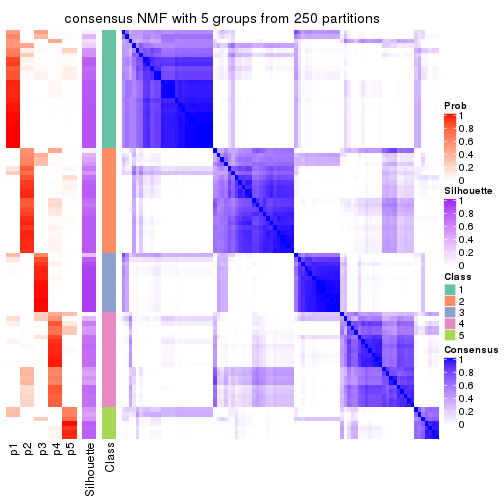 consensus NMF with 5 groups from 250 partitions
Prob
1
0.8
0.6
0.4
0.2
0
Silhouette
1
0.8
0.6
0.4
0.2
0
Class
1
2
3
4
5
Consensus
1
0.8
0.6
0.4
0.2
0
p1
p2
p3
p4
p5
Silhouette
Class